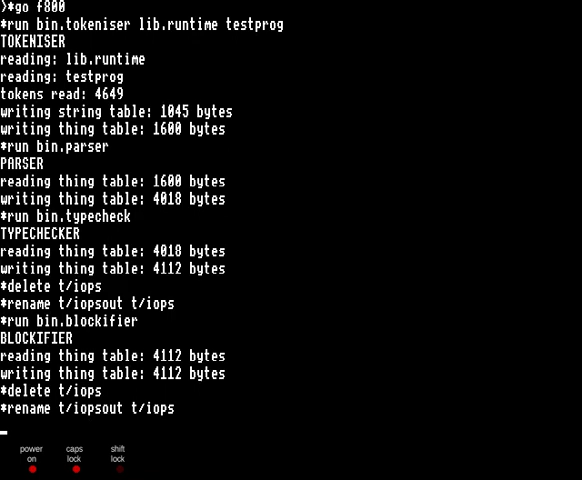 >*go f800
*run bin.tokeniser lib.runtime testprog
TOKENISER
reading: lib.runtime
reading: testprog
tokens read: 4649
writing string table: 1045 bytes
writing thing table: 1600 bytes
*run bin.parser
PARSER
reading thing table: 1600 bytes
writing thing table: 4018 bytes
*run bin.typecheck
TYPECHECKER
reading thing table: 4018 bytes
writing thing table: 4112 bytes
*delete t/iops
*rename t/iopsout t/iops
*run bin.blockifier
BLOCKIFIER
reading thing table: 4112 bytes
writing thing table: 4112 bytes
*delete t/iops
*rename t/iopsout t/iops
power on
caps lock
shift lock